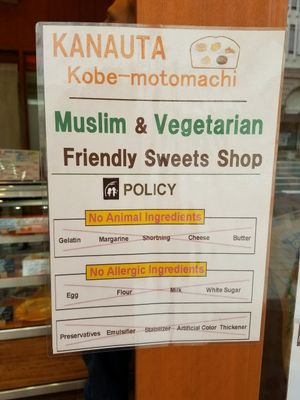 KANAUTA
Kobe-motomachi
Muslim & Vegetarian
Friendly Sweets Shop
POLICY
No Animal Ingredients
Gelatin Margarine Shortning Cheese Butter
No Allergic Ingredients
Egg Flour Milk White Sugar
Preservatives Emulsifier Stabilizer Artificial Color Thickener